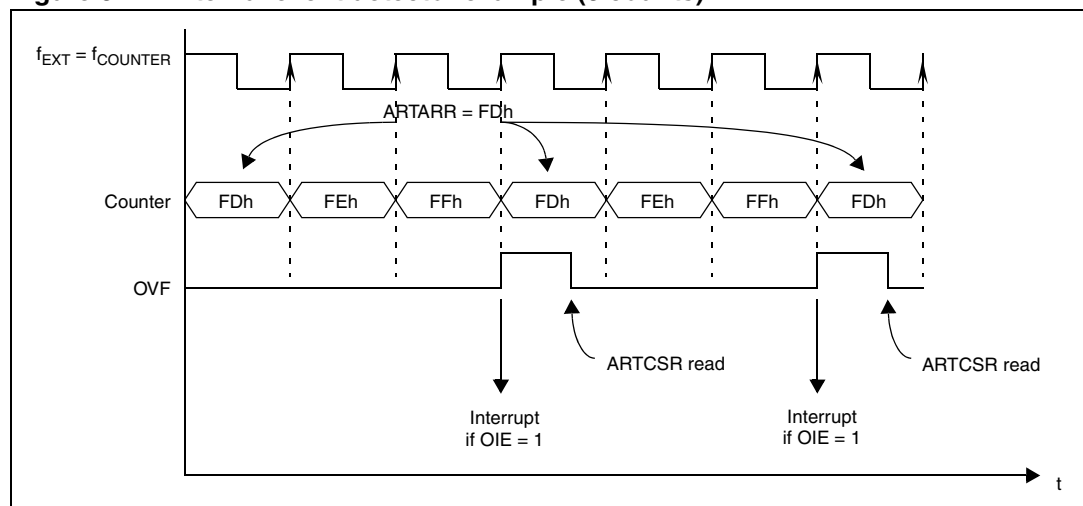 fEXT = fCOUNTER
ARTARR = FDh
Counter
FDh FEh FFh FDh FEh FFh FDh
OVF
ARTCSR read
ARTCSR read
Interrupt
if OIE = 1
Interrupt
if OIE = 1
t